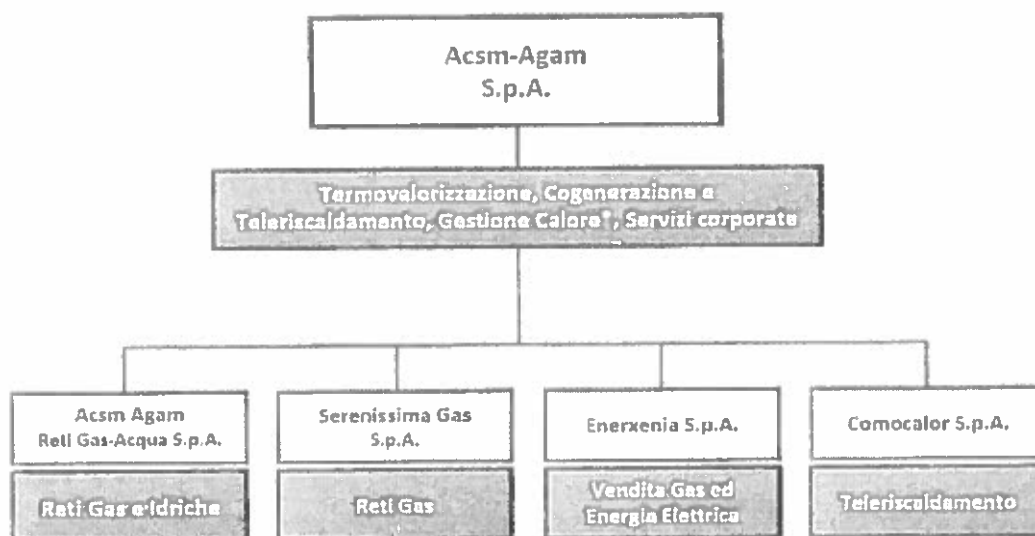 Acsm-Agam
S.p.A.
Termovalorizzazione, Cogenerazione e
Teleriscaldamento, Gestione Calore*, Servizi corporate
Acsm Agam
Reti Gas-Acqua S.p.A.
Reti Gas e Idriche
Serenissima Gas
S.p.A.
Reti Gas
Enerxenia S.p.A.
Vendita Gas ed
Energia Elettrica
Comocalor S.p.A.
Teleriscaldamento